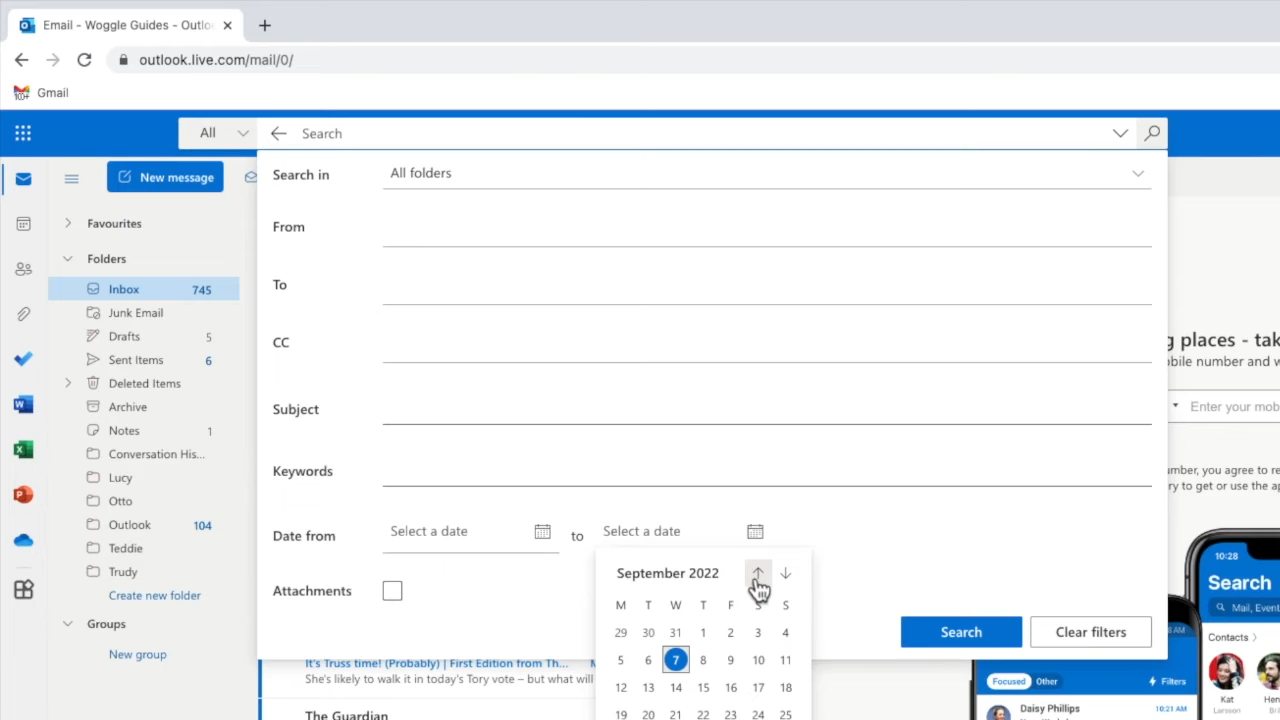 Email - Woggle Guides - Outlo
outlook.live.com/mail/0/
Gmail
All
Search
New message
Favourites
Folders
Inbox 745
Junk Email
Drafts 5
Sent Items 6
Deleted Items
Archive
Notes 1
Conversation His...
Lucy
Otto
Outlook 104
Teddie
Trudy
Create new folder
Groups
New group
Search in All folders
From
To
CC
Subject
Keywords
Date from Select a date to Select a date
Attachments
September 2022
M T W T F S S
29 30 31 1 2 3 4
5 6 7 8 9 10 11
12 13 14 15 16 17 18
19 20 21 22 23 24 25
Search Clear filters
It's Truss time! (Probably) | First Edition from Th...
She's likely to walk it in today's Tory vote – but what will
The Guardian
g places - tak
obile number and w
Enter your mob
umber, you agree to re
ry to get or use the ap
10:28
Search
Mail, Event
Contacts
Kat
Larsson
Hen
Focused Other Filters
Daisy Phillips
10:21 AM